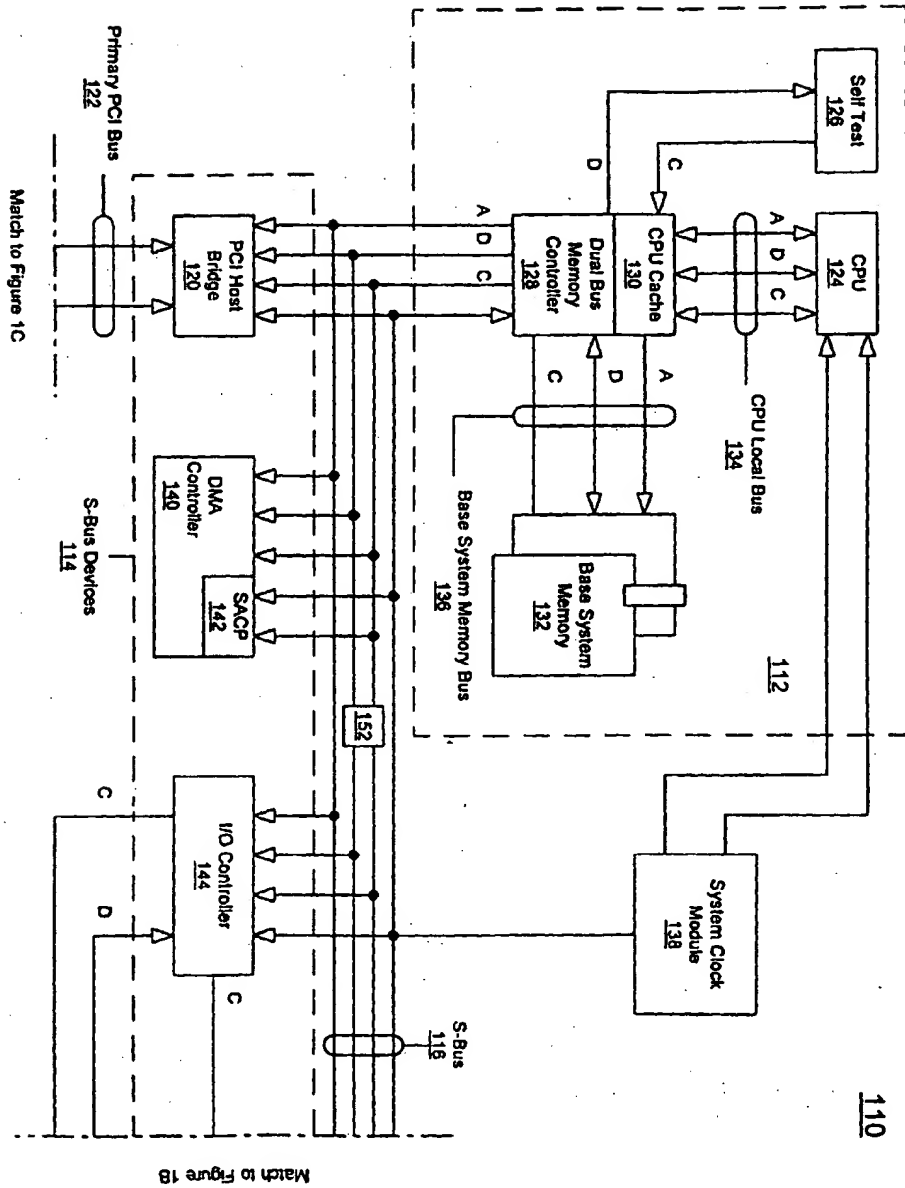 110
Self Test
126
CPU
124
A
D
C
CPU Local Bus
134
D
C
CPU Cache
130
Dual Bus
Memory
Controller
128
A
D
C
Base System Memory Bus
136
Base System
Memory
132
112
System Clock
Module
138
A
D
C
Primary PCI Bus
122
PCI Host
Bridge
120
Match to Figure 1C
DMA
Controller
140
SACP
142
S-Bus Devices
114
152
I/O Controller
144
C
D
C
S-Bus
116
Match to Figure 1B